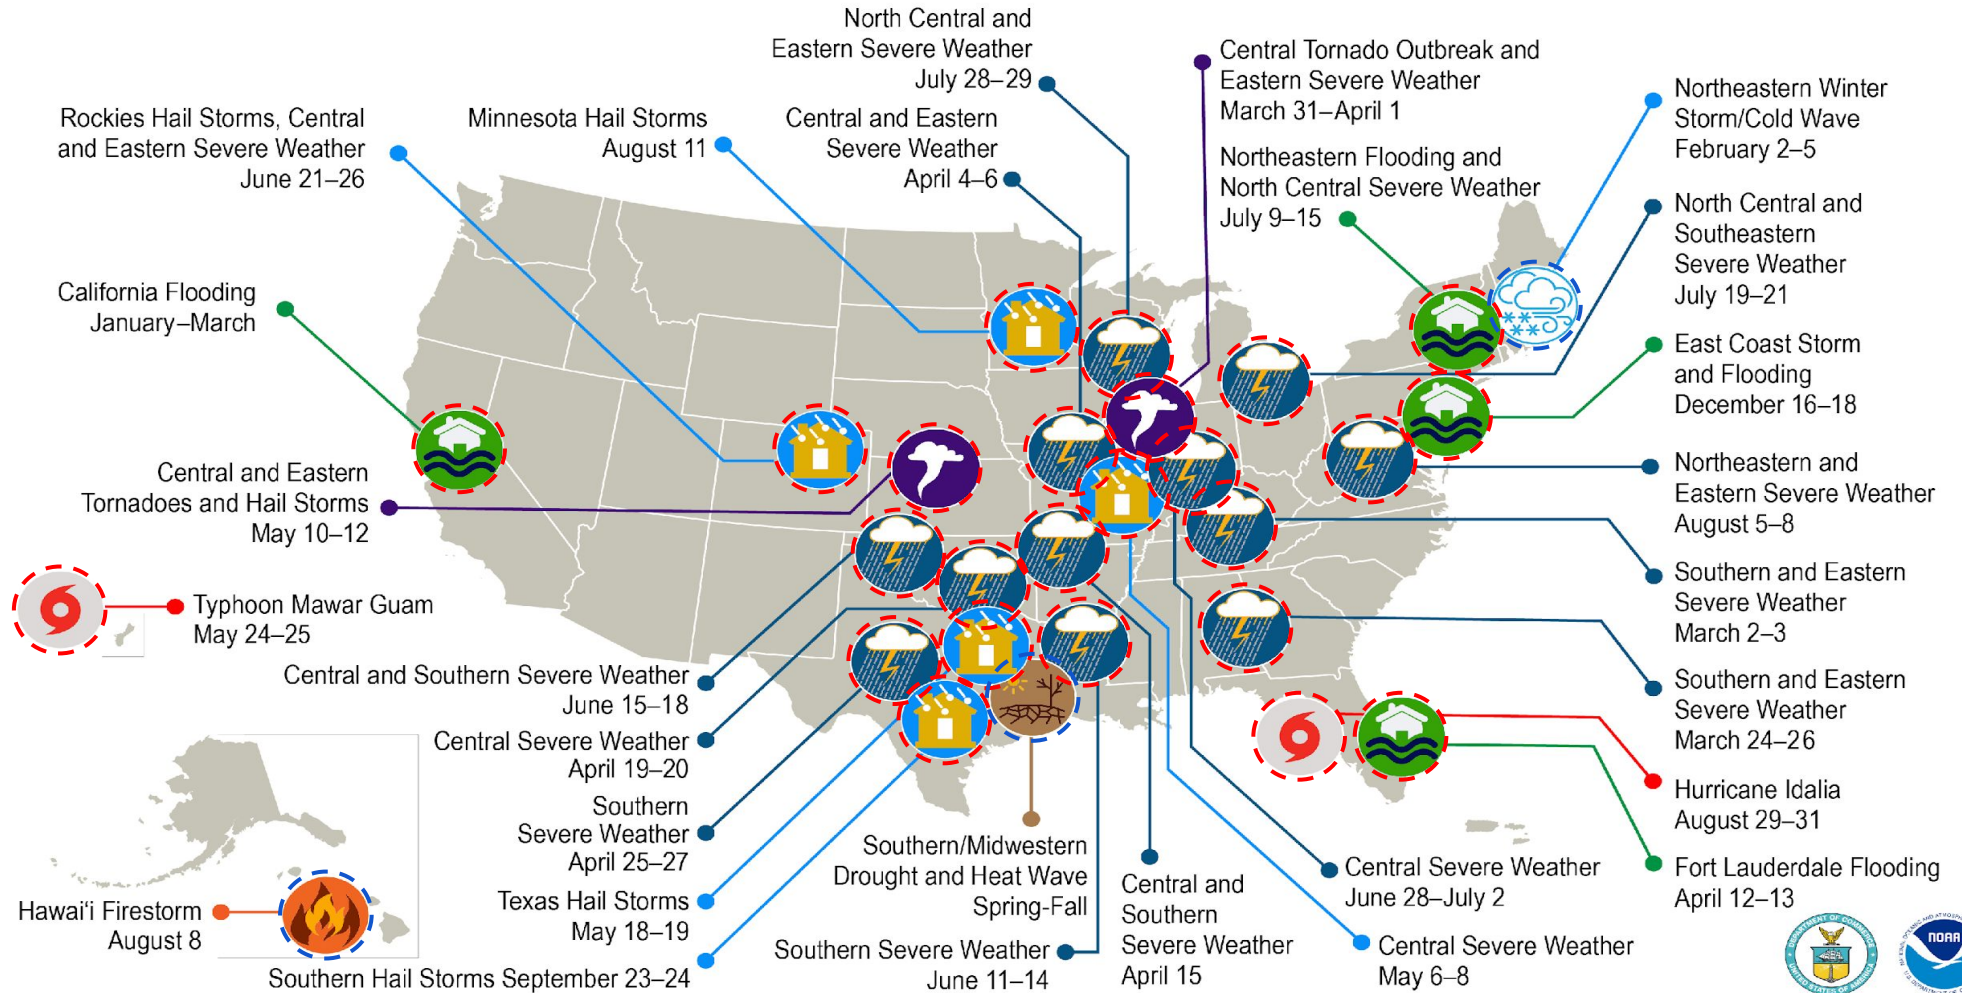 North Central and
Eastern Severe Weather
July 28–29
Central Tornado Outbreak and
Eastern Severe Weather
March 31–April 1
Northeastern Winter
Storm/Cold Wave
February 2–5
Rockies Hail Storms, Central
and Eastern Severe Weather
June 21–26
Minnesota Hail Storms
August 11
Central and Eastern
Severe Weather
April 4–6
Northeastern Flooding and
North Central Severe Weather
July 9–15
North Central and
Southeastern
Severe Weather
July 19–21
California Flooding
January–March
East Coast Storm
and Flooding
December 16–18
Central and Eastern
Tornadoes and Hail Storms
May 10–12
Northeastern and
Eastern Severe Weather
August 5–8
Typhoon Mawar Guam
May 24–25
Southern and Eastern
Severe Weather
March 2–3
Central and Southern Severe Weather
June 15–18
Southern and Eastern
Severe Weather
March 24–26
Central Severe Weather
April 19–20
Hurricane Idalia
August 29–31
Southern
Severe Weather
April 25–27
Southern/Midwestern
Drought and Heat Wave
Spring-Fall
Central and
Southern
Severe Weather
April 15
Central Severe Weather
June 28–July 2
Fort Lauderdale Flooding
April 12–13
Hawai‘i Firestorm
August 8
Texas Hail Storms
May 18–19
Southern Severe Weather
June 11–14
Central Severe Weather
May 6–8
Southern Hail Storms September 23–24
DEPARTMENT OF COMMERCE
UNITED STATES OF AMERICA
NOAA